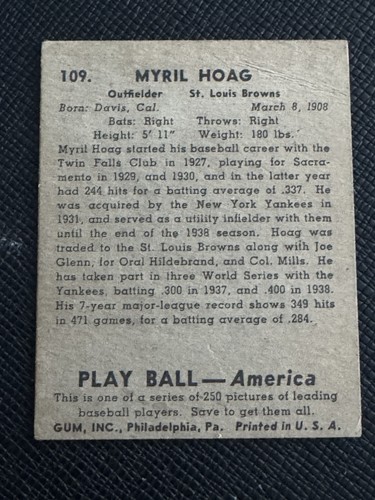 109. MYRIL HOAG
Outfielder St. Louis Browns
Born: Davis, Cal. March 8, 1908
Bats: Right Throws: Right
Height: 5' 11" Weight: 180 lbs.
Myril Hoag started his baseball career with the
Twin Falls Club in 1927, playing for Sacra-
mento in 1929, and 1930, and in the latter year
had 244 hits for a batting average of .337. He
was acquired by the New York Yankees in
1931, and served as a utility infielder with them
until the end of the 1938 season. Hoag was
traded to the St. Louis Browns along with Joe
Glenn, for Oral Hildebrand, and Col. Mills. He
has taken part in three World Series with the
Yankees, batting .300 in 1937, and .400 in 1938.
His 7-year major-league record shows 349 hits
in 471 games, for a batting average of .284.
PLAY BALL—America
This is one of a series of 250 pictures of leading
baseball players. Save to get them all.
GUM, INC., Philadelphia, Pa. Printed in U. S. A.